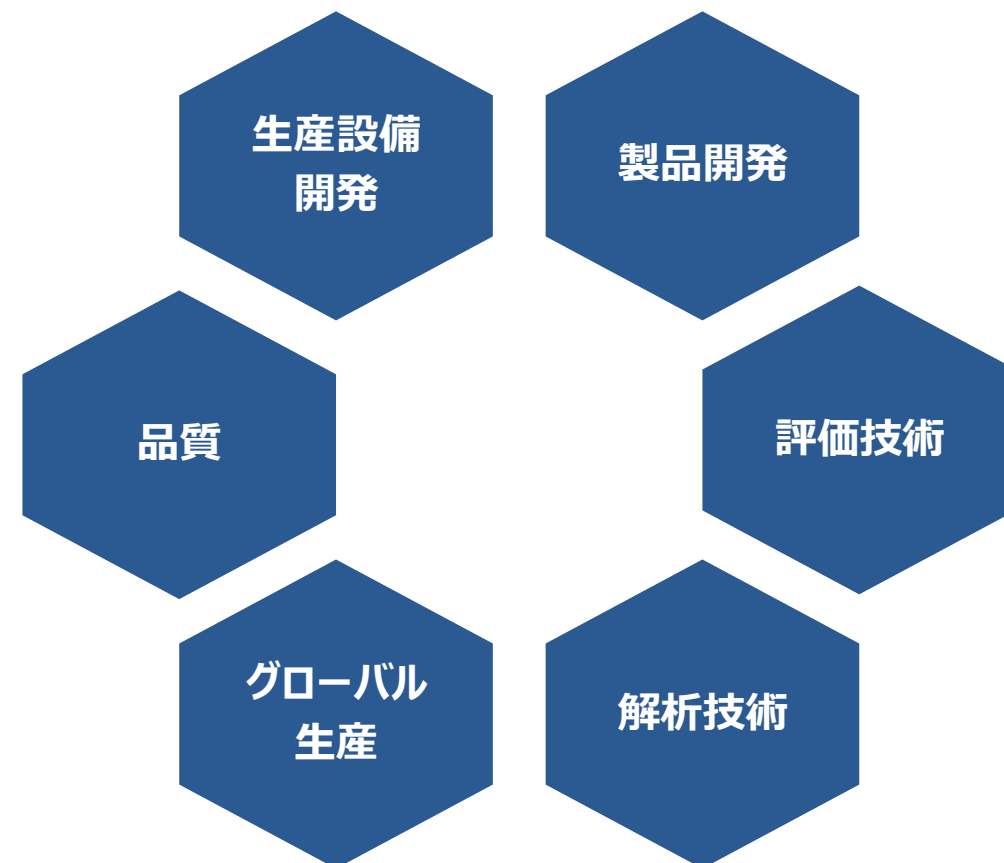 生産設備
開発
製品開発
品質
評価技術
グローバル
生産
解析技術